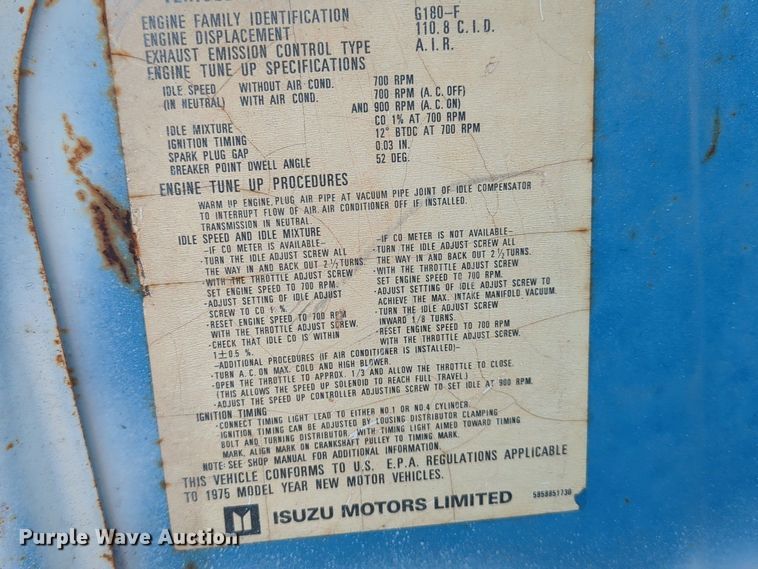 ENGINE FAMILY IDENTIFICATION G180-F
ENGINE DISPLACEMENT 110.8 C.I.D.
EXHAUST EMISSION CONTROL TYPE A.I.R.
ENGINE TUNE UP SPECIFICATIONS
IDLE SPEED WITHOUT AIR COND. 700 RPM
(IN NEUTRAL) WITH AIR COND. 700 RPM (A.C. OFF)
AND 900 RPM (A.C. ON)
IDLE MIXTURE CO 1% AT 700 RPM
IGNITION TIMING 12° BTDC AT 700 RPM
SPARK PLUG GAP 0.03 IN.
BREAKER POINT DWELL ANGLE 52 DEG.
ENGINE TUNE UP PROCEDURES
WARM UP ENGINE, PLUG AIR PIPE AT VACUUM PIPE JOINT OF IDLE COMPENSATOR
TO INTERRUPT FLOW OF AIR. AIR CONDITIONER OFF IF INSTALLED.
TRANSMISSION IN NEUTRAL.
IDLE SPEED AND IDLE MIXTURE
—IF CO METER IS AVAILABLE—
·TURN THE IDLE ADJUST SCREW ALL
THE WAY IN AND BACK OUT 2 1/2 TURNS.
·WITH THE THROTTLE ADJUST SCREW
SET ENGINE SPEED TO 700 RPM.
·ADJUST SETTING OF IDLE ADJUST
SCREW TO CO 1 %.
·RESET ENGINE SPEED TO 700 RPM
WITH THE THROTTLE ADJUST SCREW.
·CHECK THAT IDLE CO IS WITHIN
1±0.5 %.
—IF CO METER IS NOT AVAILABLE—
·TURN THE IDLE ADJUST SCREW ALL
THE WAY IN AND BACK OUT 2 1/2 TURNS.
·WITH THE THROTTLE ADJUST SCREW
SET ENGINE SPEED TO 700 RPM.
·ADJUST SETTING OF IDLE ADJUST SCREW TO
ACHIEVE THE MAX. INTAKE MANIFOLD VACUUM.
·TURN THE IDLE ADJUST SCREW
INWARD 1/8 TURNS.
·RESET ENGINE SPEED TO 700 RPM
WITH THE THROTTLE ADJUST SCREW.
—ADDITIONAL PROCEDURES (IF AIR CONDITIONER IS INSTALLED)—
·TURN A.C. ON MAX. COLD AND HIGH BLOWER.
·OPEN THE THROTTLE TO APPROX. 1/3 AND ALLOW THE THROTTLE TO CLOSE.
(THIS ALLOWS THE SPEED UP SOLENOID TO REACH FULL TRAVEL)
·ADJUST THE SPEED UP CONTROLLER ADJUSTING SCREW TO SET IDLE AT 900 RPM.
IGNITION TIMING
·CONNECT TIMING LIGHT LEAD TO EITHER NO.1 OR NO.4 CYLINDER.
·IGNITION TIMING CAN BE ADJUSTED BY LOUSING DISTRIBUTOR CLAMPING
BOLT AND TURNING DISTRIBUTOR, WITH TIMING LIGHT AIMED TOWARD TIMING
MARK, ALIGN MARK ON CRANKSHAFT PULLEY TO TIMING MARK.
NOTE: SEE SHOP MANUAL FOR ADDITIONAL INFORMATION.
THIS VEHICLE CONFORMS TO U.S. E.P.A. REGULATIONS APPLICABLE
TO 1975 MODEL YEAR NEW MOTOR VEHICLES.
ISUZU MOTORS LIMITED
Purple Wave Auction